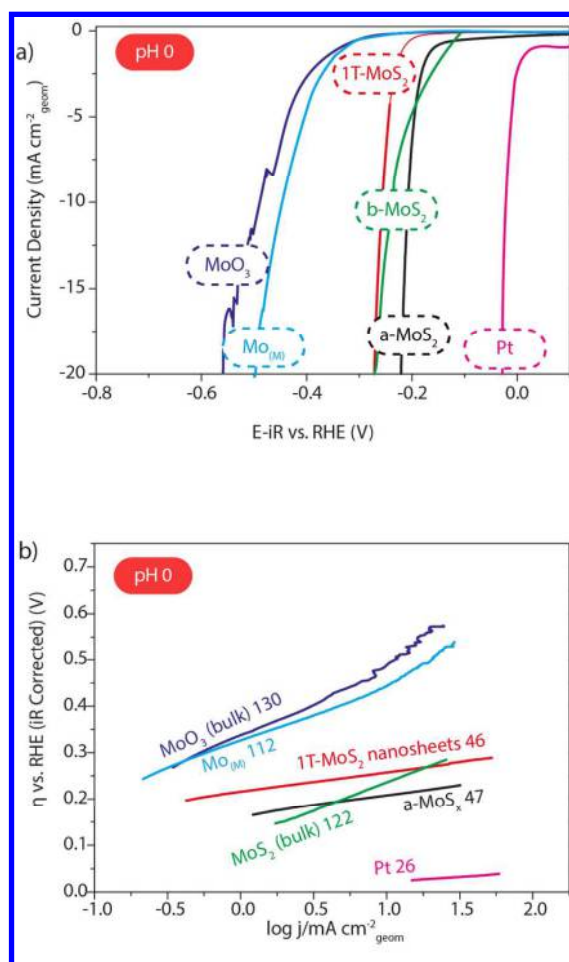 a)
pH 0
0
-5
-10
-15
-20
Current Density (mA cm⁻²geom)
1T-MoS₂
b-MoS₂
MoO₃
Mo(M)
a-MoS₂
Pt
-0.8 -0.6 -0.4 -0.2 0.0
E-iR vs. RHE (V)
b)
pH 0
0.7
0.6
0.5
0.4
0.3
0.2
0.1
0.0
η vs. RHE (iR Corrected) (V)
MoO₃ (bulk) 130
Mo(M) 112
1T-MoS₂ nanosheets 46
a-MoSₓ 47
MoS₂ (bulk) 122
Pt 26
-1.0 -0.5 0.0 0.5 1.0 1.5 2.0
log j/mA cm⁻²geom